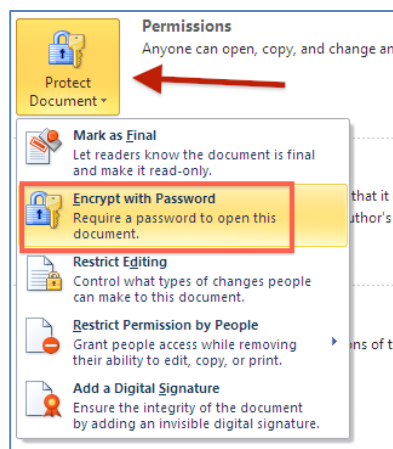 Permissions
Anyone can open, copy, and change an
Protect
Document
Mark as Final
Let readers know the document is final
and make it read-only.
Encrypt with Password
Require a password to open this
document.
that it
uthor's
Restrict Editing
Control what types of changes people
can make to this document.
Restrict Permission by People
Grant people access while removing
their ability to edit, copy, or print.
ns of t
Add a Digital Signature
Ensure the integrity of the document
by adding an invisible digital signature.